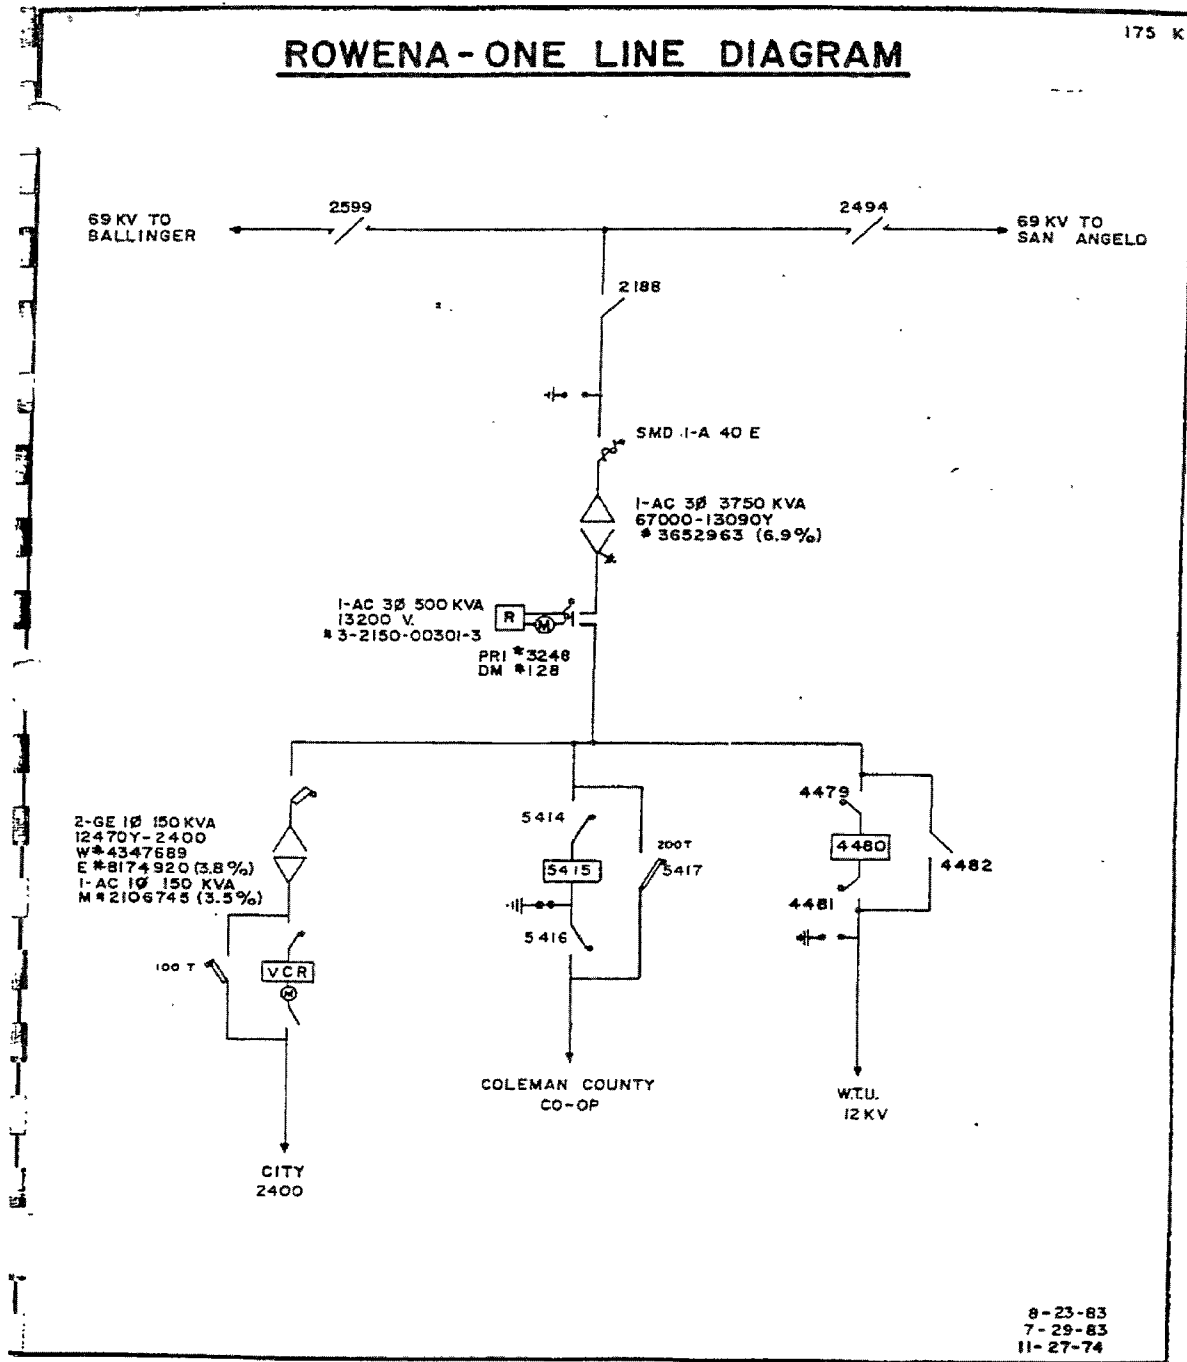 175 K
ROWENA-ONE LINE DIAGRAM
69 KV TO
BALLINGER
2599
2494
69 KV TO
SAN ANGELO
2188
SMD 1-A 40 E
1-AC 3Ø 3750 KVA
67000-13090Y
#3652963 (6.9%)
1-AC 3Ø 500 KVA
13200 V.
#3-2150-00301-3
R
M
PRI #3248
DM #128
2-GE 1Ø 150 KVA
12470Y-2400
W#4347689
E#8174920 (3.8%)
1-AC 1Ø 150 KVA
M#2106745 (3.5%)
100 T
VCR
M
CITY
2400
5414
5415
5416
200T
5417
COLEMAN COUNTY
CO-OP
4479
4480
4481
4482
W.T.U.
12 KV
8-23-83
7-29-83
11-27-74